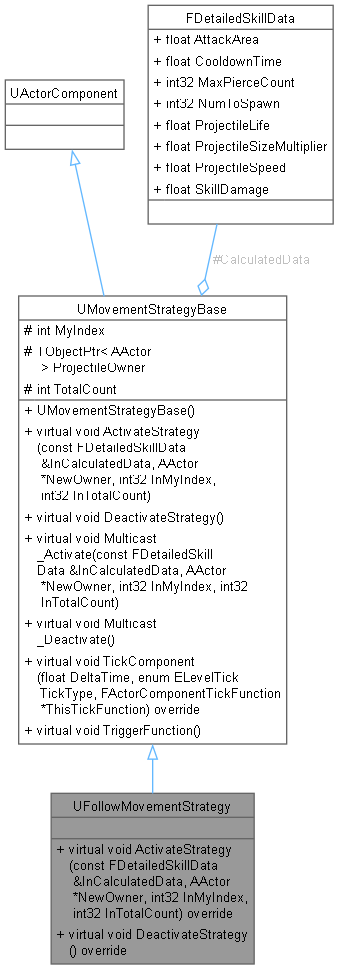 FDetailedSkillData
+ float AttackArea
+ float CooldownTime
+ int32 MaxPierceCount
+ int32 NumToSpawn
+ float ProjectileLife
+ float ProjectileSizeMultiplier
+ float ProjectileSpeed
+ float SkillDamage
UActorComponent
#CalculatedData
UMovementStrategyBase
# int MyIndex
# TObjectPtr< AActor
> ProjectileOwner
# int TotalCount
+ UMovementStrategyBase()
+ virtual void ActivateStrategy
(const FDetailedSkillData
&InCalculatedData, AActor
*NewOwner, int32 InMyIndex,
int32 InTotalCount)
+ virtual void DeactivateStrategy()
+ virtual void Multicast
_Activate(const FDetailedSkill
Data &InCalculatedData, AActor
*NewOwner, int32 InMyIndex, int32
InTotalCount)
+ virtual void Multicast
_Deactivate()
+ virtual void TickComponent
(float DeltaTime, enum ELevelTick
TickType, FActorComponentTickFunction
*ThisTickFunction) override
+ virtual void TriggerFunction()
UFollowMovementStrategy
+ virtual void ActivateStrategy
(const FDetailedSkillData
&InCalculatedData, AActor
*NewOwner, int32 InMyIndex,
int32 InTotalCount) override
+ virtual void DeactivateStrategy
() override